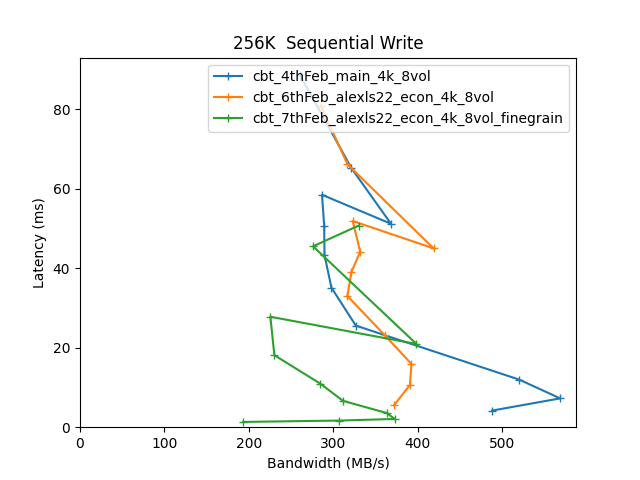 256K  Sequential Write
cbt_4thFeb_main_4k_8vol
cbt_6thFeb_alexls22_econ_4k_8vol
cbt_7thFeb_alexls22_econ_4k_8vol_finegrain
Latency (ms)
80
60
40
20
0
0 100 200 300 400 500
Bandwidth (MB/s)